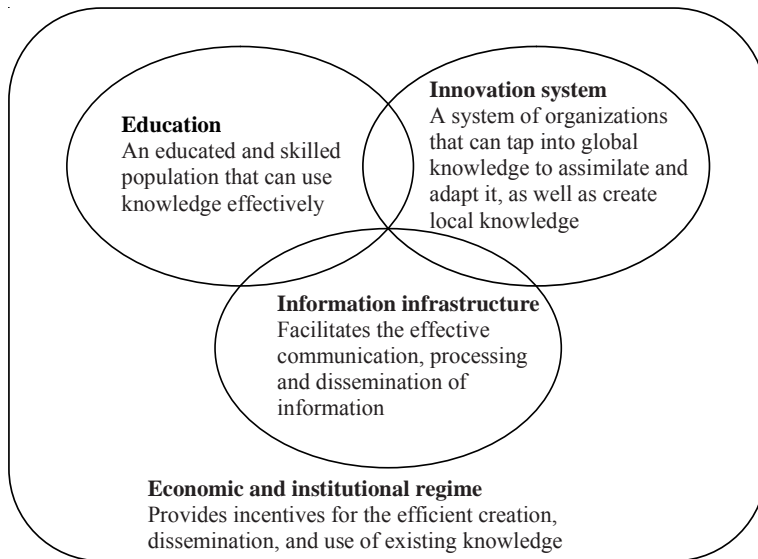 Education
An educated and skilled
population that can use
knowledge effectively
Innovation system
A system of organizations
that can tap into global
knowledge to assimilate and
adapt it, as well as create
local knowledge
Information infrastructure
Facilitates the effective
communication, processing
and dissemination of
information
Economic and institutional regime
Provides incentives for the efficient creation,
dissemination, and use of existing knowledge